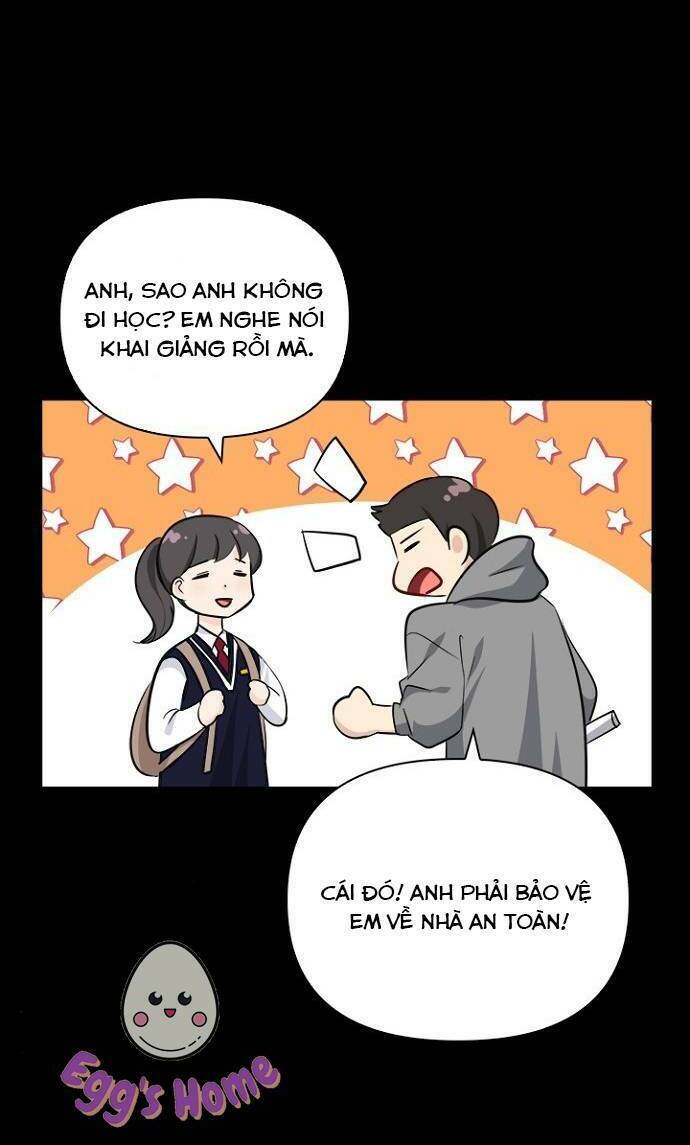 ANH, SAO ANH KHÔNG
ĐI HỌC? EM NGHE NÓI
KHAI GIẢNG RỒI MÀ.
CÁI ĐÓ! ANH PHẢI BẢO VỆ
EM VỀ NHÀ AN TOÀN!
Egg's Home